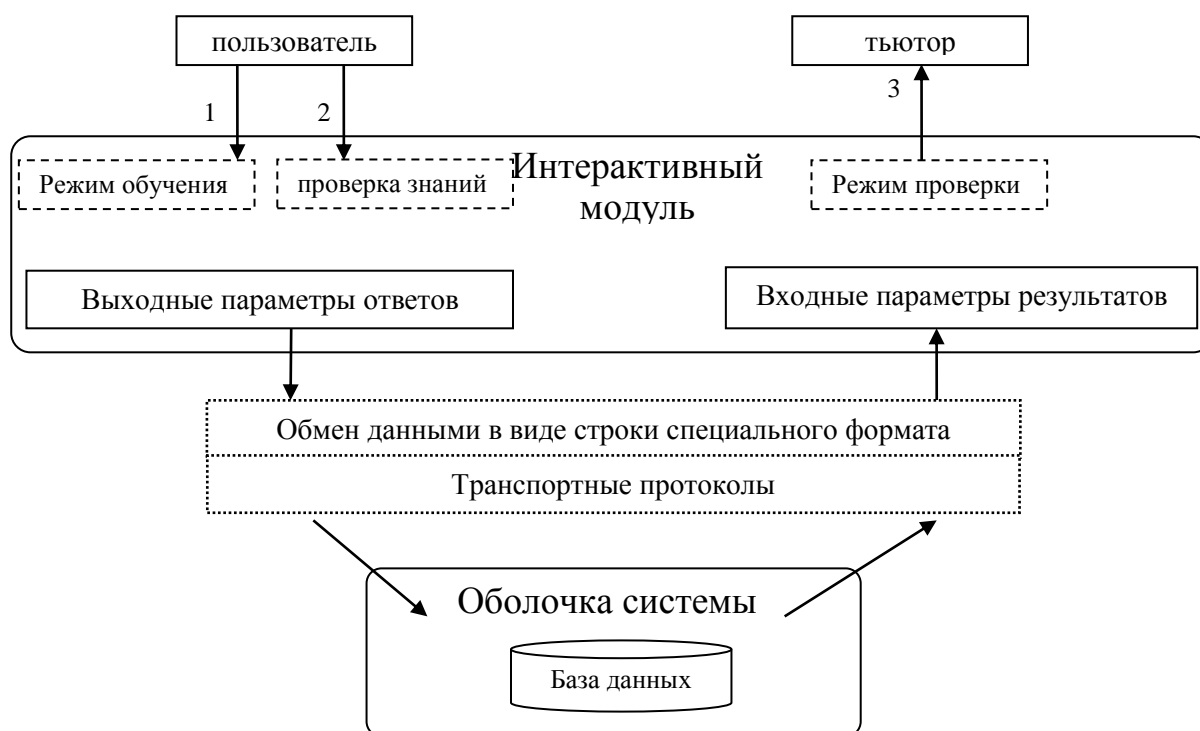 пользователь
тьютор
1
2
3
Режим обучения
проверка знаний
Интерактивный
модуль
Режим проверки
Выходные параметры ответов
Входные параметры результатов
Обмен данными в виде строки специального формата
Транспортные протоколы
Оболочка системы
База данных